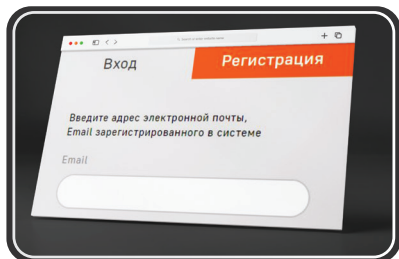 Вход
Регистрация
Введите адрес электронной почты,
Email зарегистрированного в системе
Email